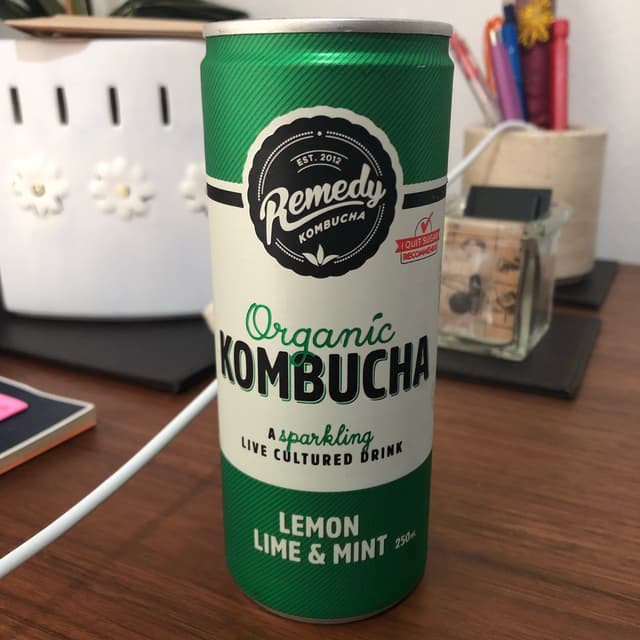 EST. 2012
Remedy
KOMBUCHA
I QUIT SUGAR
RECOMMENDED
Organic
KOMBUCHA
A sparkling
LIVE CULTURED DRINK
LEMON
LIME & MINT 250mL